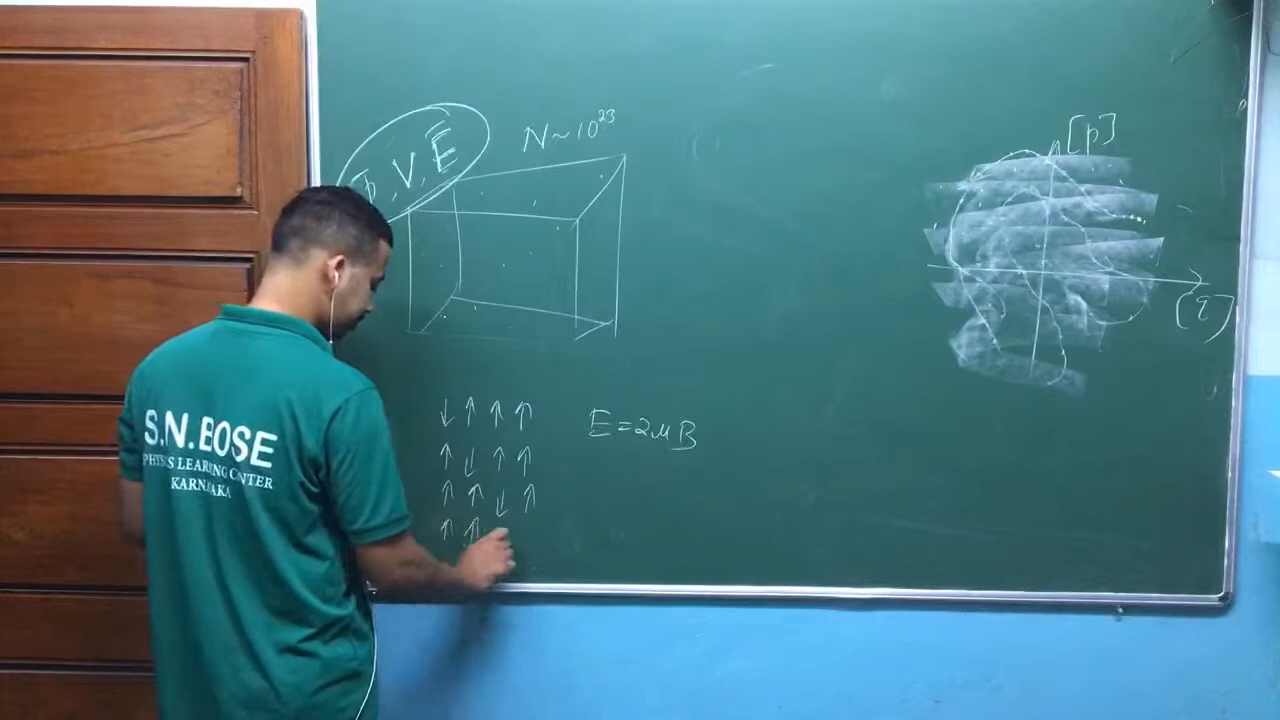 N ~ 10²³
, V, E
[p]
[q]
↓ ↑ ↑ ↑
E = 2μB
↑ ↓ ↑ ↑
↑ ↑ ↓ ↑
↑ ↑
S.N. BOSE
PHYSICS LEARNING CENTER
KARNATAKA